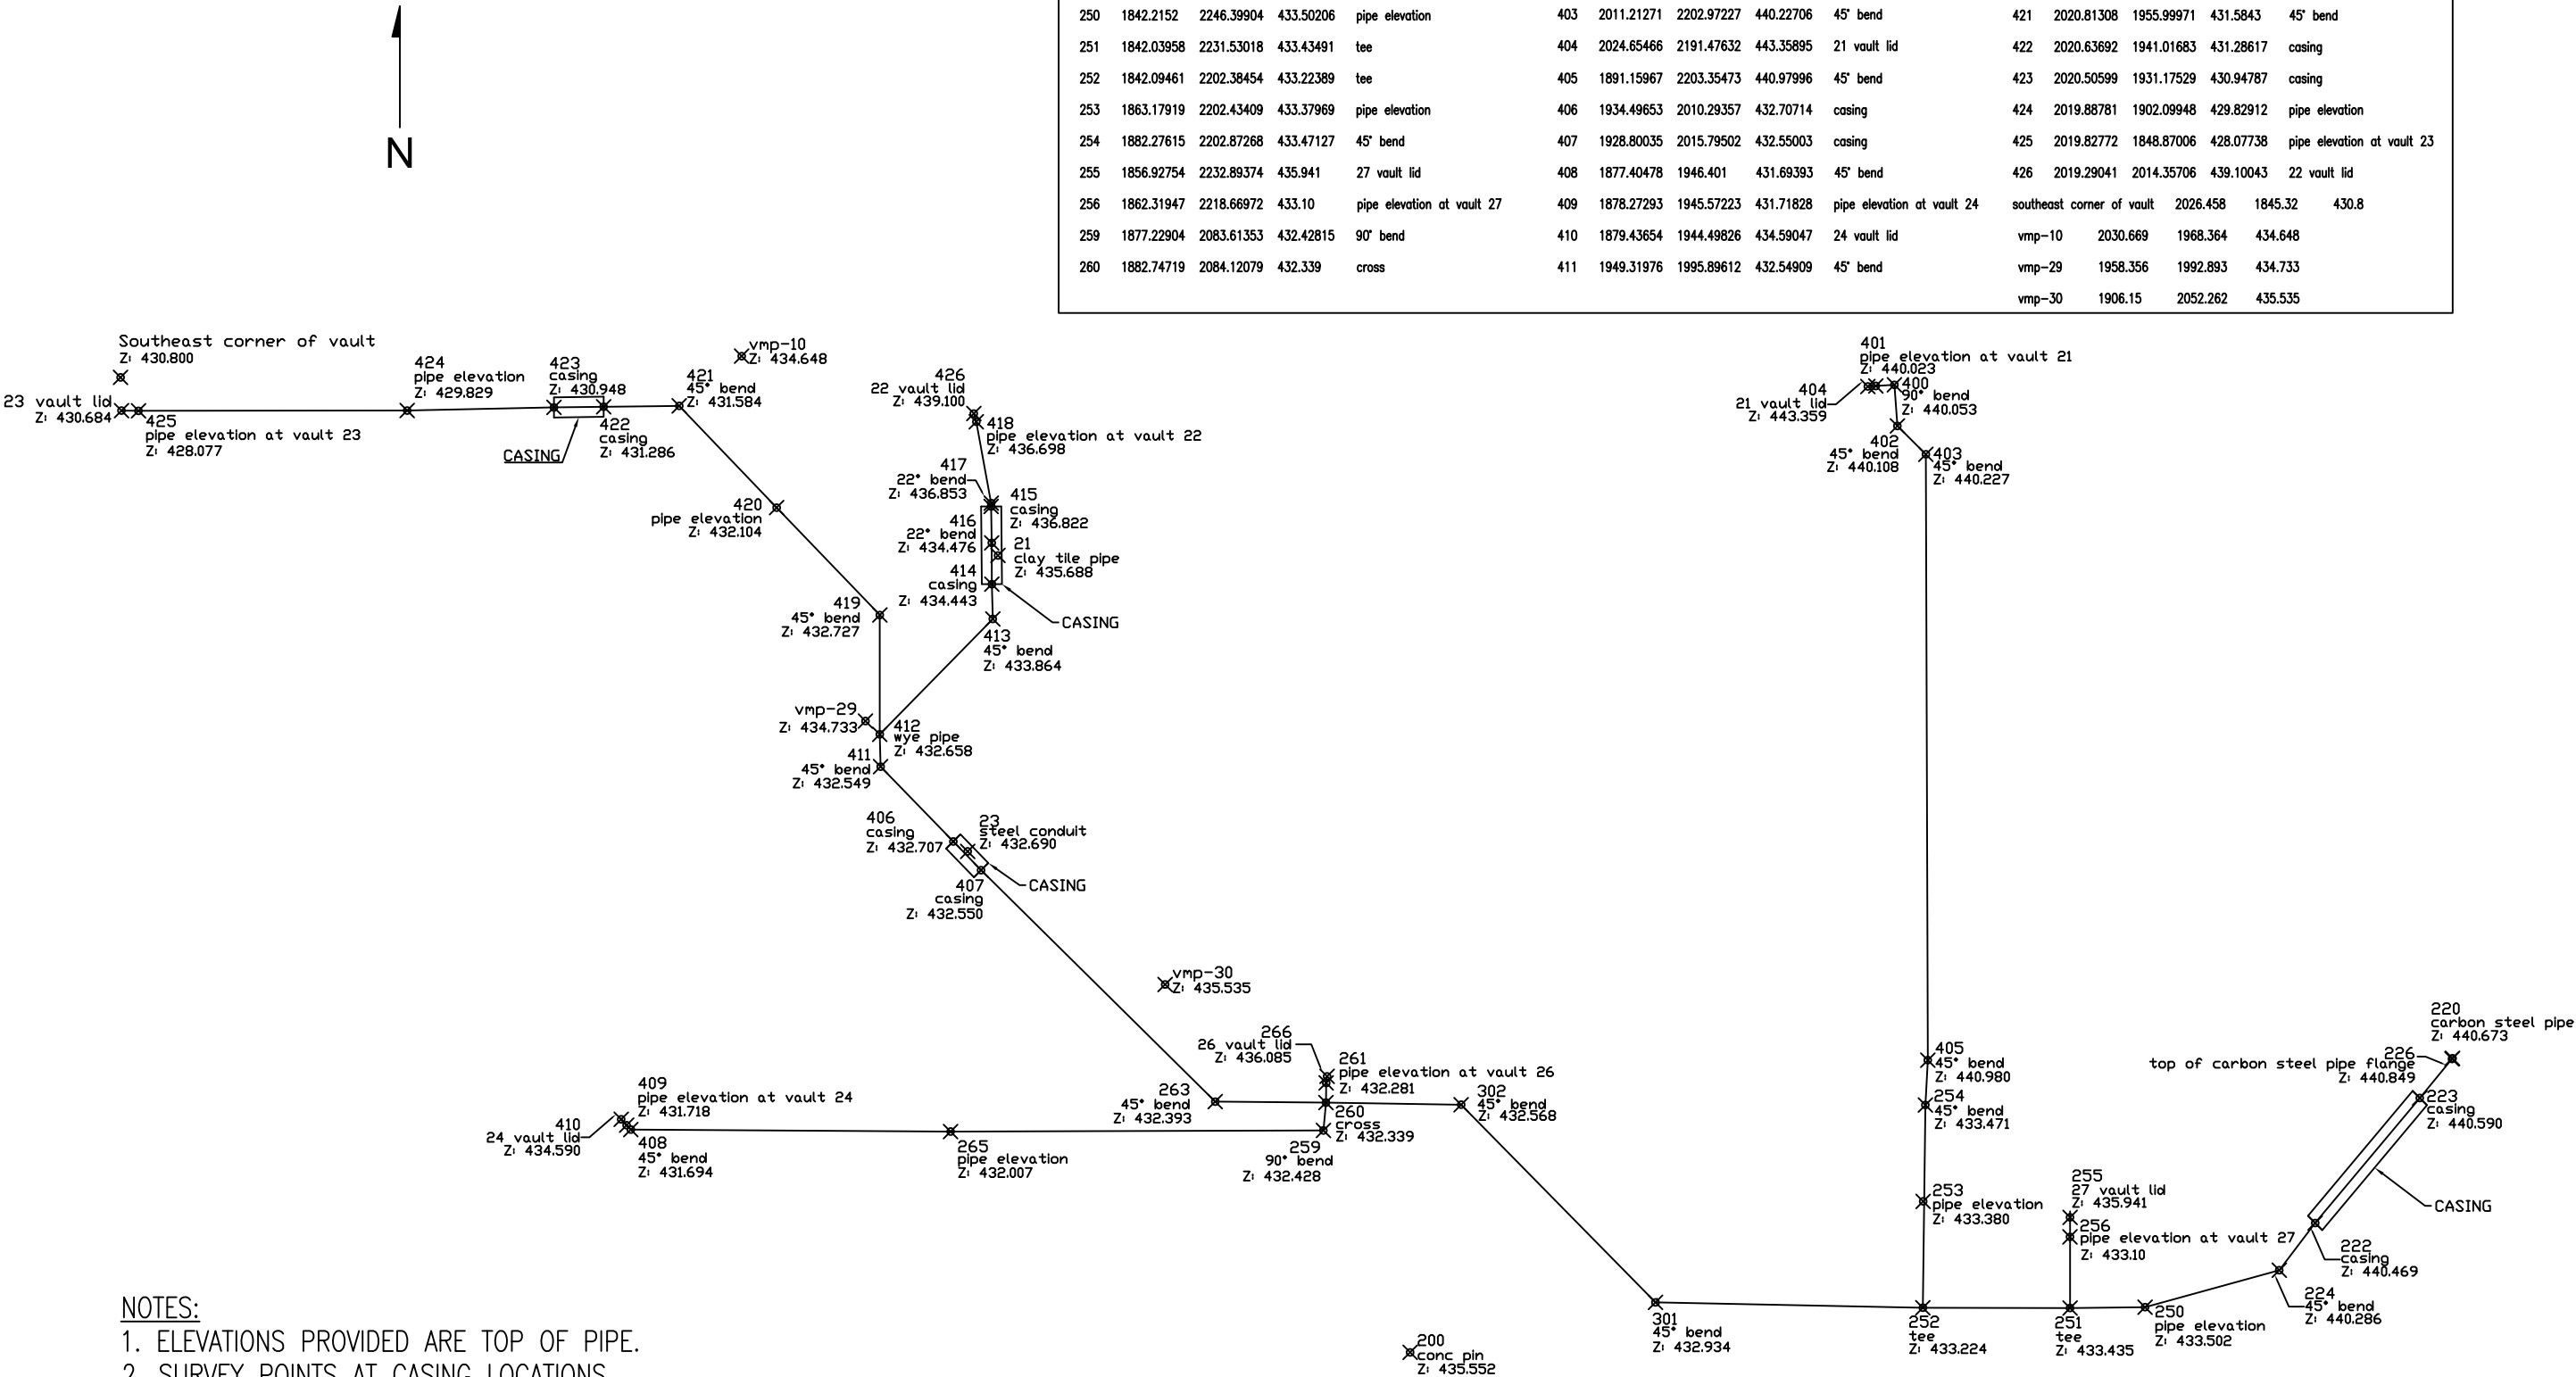 N
250 1842.2152 2246.39904 433.50206 pipe elevation 403 2011.21271 2202.97227 440.22706 45° bend 421 2020.81308 1955.99971 431.5843 45° bend
251 1842.03958 2231.53018 433.43491 tee 404 2024.65466 2191.47632 443.35895 21 vault lid 422 2020.63692 1941.01683 431.28617 casing
252 1842.09461 2202.38454 433.22389 tee 405 1891.15967 2203.35473 440.97996 45° bend 423 2020.50599 1931.17529 430.94787 casing
253 1863.17919 2202.43409 433.37969 pipe elevation 406 1934.49653 2010.29357 432.70714 casing 424 2019.88781 1902.09948 429.82912 pipe elevation
254 1882.27615 2202.87268 433.47127 45° bend 407 1928.80035 2015.79502 432.55003 casing 425 2019.82772 1848.87006 428.07738 pipe elevation at vault 23
255 1856.92754 2232.89374 435.941 27 vault lid 408 1877.40478 1946.401 431.69393 45° bend 426 2019.29041 2014.35706 439.10043 22 vault lid
256 1862.31947 2218.66972 433.10 pipe elevation at vault 27 409 1878.27293 1945.57223 431.71828 pipe elevation at vault 24 southeast corner of vault 2026.458 1845.32 430.8
259 1877.22904 2083.61353 432.42815 90° bend 410 1879.43654 1944.49826 434.59047 24 vault lid vmp-10 2030.669 1968.364 434.648
260 1882.74719 2084.12079 432.339 cross 411 1949.31976 1995.89612 432.54909 45° bend vmp-29 1958.356 1992.893 434.733
vmp-30 1906.15 2052.262 435.535
Southeast corner of vault
Z: 430.800
23 vault lid
Z: 430.684
425
pipe elevation at vault 23
Z: 428.077
424
pipe elevation
Z: 429.829
423
casing
Z: 430.948
CASING
422
casing
Z: 431.286
421
45° bend
Z: 431.584
vmp-10
Z: 434.648
420
pipe elevation
Z: 432.104
419
45° bend
Z: 432.727
426
22 vault lid
Z: 439.100
418
pipe elevation at vault 22
Z: 436.698
417
22° bend
Z: 436.853
415
casing
Z: 436.822
416
22° bend
Z: 434.476
21
clay tile pipe
Z: 435.688
414
casing
Z: 434.443
CASING
413
45° bend
Z: 433.864
vmp-29
Z: 434.733
412
wye pipe
Z: 432.658
411
45° bend
Z: 432.549
406
casing
Z: 432.707
23
steel conduit
Z: 432.690
CASING
407
casing
Z: 432.550
vmp-30
Z: 435.535
401
pipe elevation at vault 21
Z: 440.023
404
21 vault lid
Z: 443.359
400
90° bend
Z: 440.053
402
45° bend
Z: 440.108
403
45° bend
Z: 440.227
405
45° bend
Z: 440.980
254
45° bend
Z: 433.471
253
pipe elevation
Z: 433.380
266
26 vault lid
Z: 436.085
261
pipe elevation at vault 26
Z: 432.281
263
45° bend
Z: 432.393
302
45° bend
Z: 432.568
260
cross
Z: 432.339
259
90° bend
Z: 432.428
409
pipe elevation at vault 24
Z: 431.718
410
24 vault lid
Z: 434.590
408
45° bend
Z: 431.694
265
pipe elevation
Z: 432.007
220
carbon steel pipe
Z: 440.673
226
top of carbon steel pipe flange
Z: 440.849
223
casing
Z: 440.590
CASING
222
casing
Z: 440.469
224
45° bend
Z: 440.286
255
27 vault lid
Z: 435.941
256
pipe elevation at vault 27
Z: 433.10
250
pipe elevation
Z: 433.502
251
tee
Z: 433.435
252
tee
Z: 433.224
301
45° bend
Z: 432.934
200
conc pin
Z: 435.552
NOTES:
1. ELEVATIONS PROVIDED ARE TOP OF PIPE.
2. SURVEY POINTS AT CASING LOCATIONS